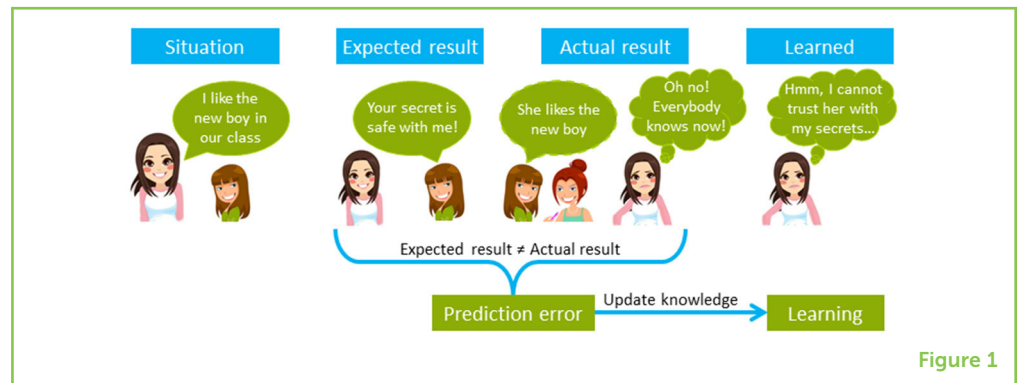 Situation
Expected result
Actual result
Learned
I like the
new boy in
our class
Your secret is
safe with me!
She likes the
new boy
Oh no!
Everybody
knows now!
Hmm, I cannot
trust her with
my secrets...
Expected result ≠ Actual result
Prediction error
Update knowledge
Learning
Figure 1